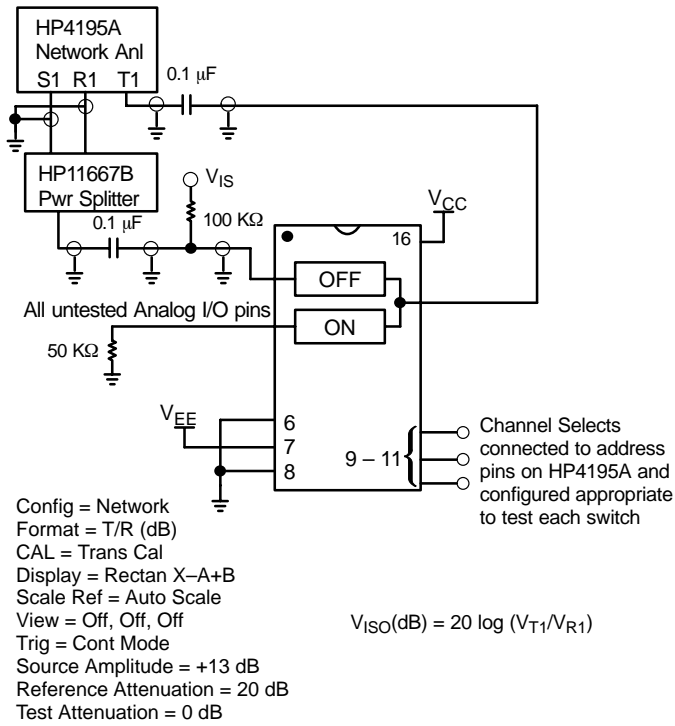 HP4195A
Network Anl
S1 R1 T1
0.1 μF
HP11667B
Pwr Splitter
V_IS
0.1 μF
100 KΩ
V_CC
16
OFF
All untested Analog I/O pins
ON
50 KΩ
V_EE
6
7
8
9 – 11
Channel Selects
connected to address
pins on HP4195A and
configured appropriate
to test each switch
Config = Network
Format = T/R (dB)
CAL = Trans Cal
Display = Rectan X–A+B
Scale Ref = Auto Scale
View = Off, Off, Off
Trig = Cont Mode
Source Amplitude = +13 dB
Reference Attenuation = 20 dB
Test Attenuation = 0 dB
V_ISO(dB) = 20 log (V_T1/V_R1)